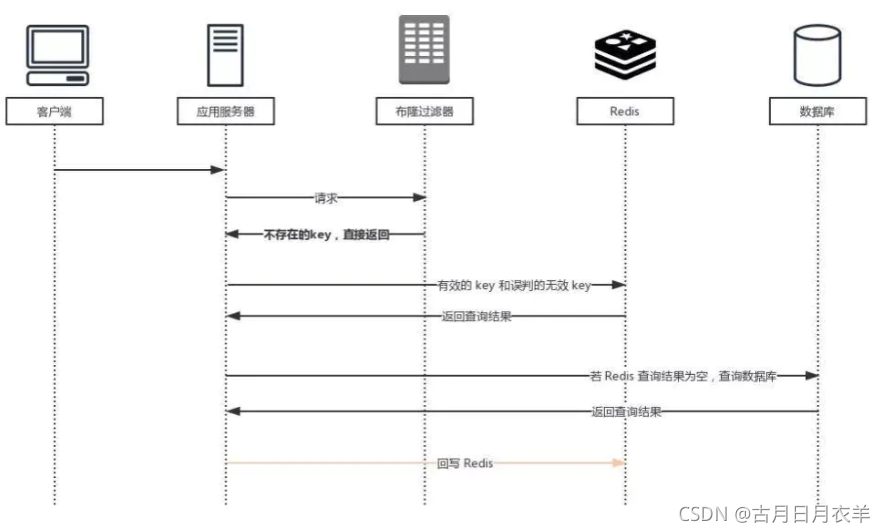 客户端
应用服务器
布隆过滤器
Redis
数据库
请求
不存在的key，直接返回
有效的 key 和误判的无效 key
返回查询结果
若 Redis 查询结果为空，查询数据库
返回查询结果
回写 Redis
CSDN @古月日月衣羊